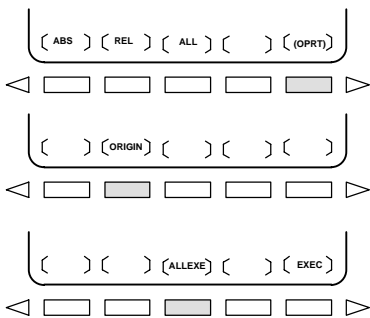 [ ABS ] [ REL ] [ ALL ] [ ] [ (OPRT) ]
[ ] [ ORIGIN ] [ ] [ ] [ ]
[ ] [ ] [ ALLEXE ] [ ] [ EXEC ]